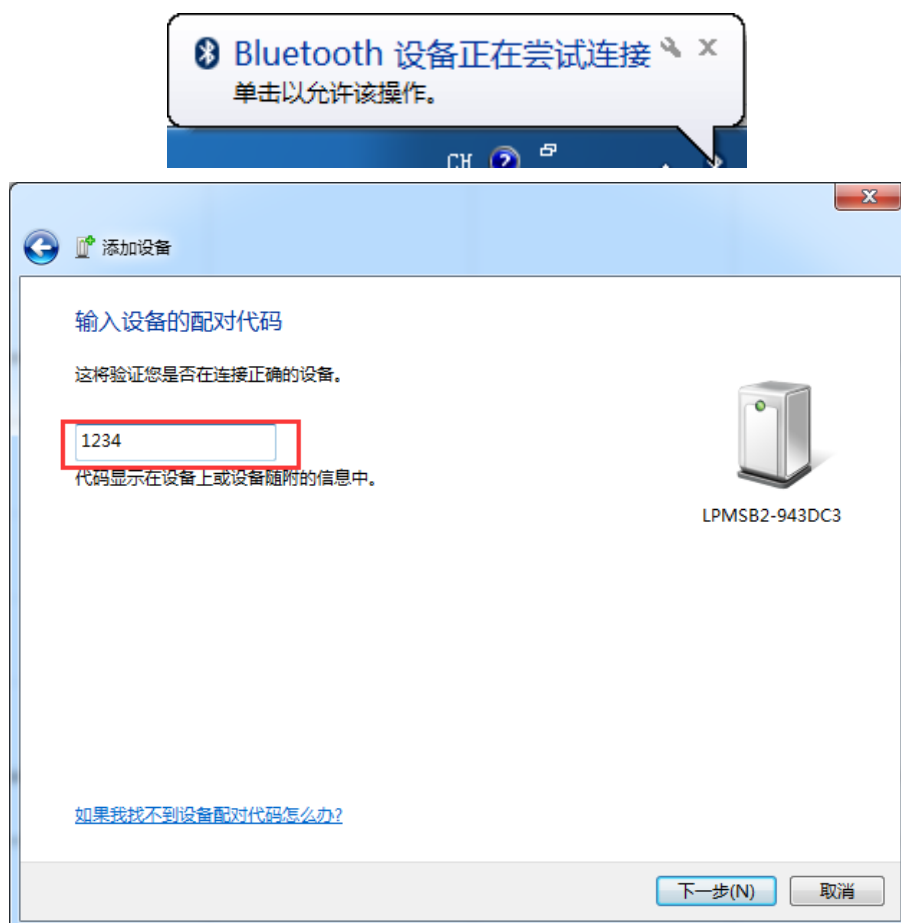 Bluetooth 设备正在尝试连接
单击以允许该操作。
CH
添加设备
输入设备的配对代码
这将验证您是否在连接正确的设备。
1234
代码显示在设备上或设备随附的信息中。
LPMSB2-943DC3
如果我找不到设备配对代码怎么办?
下一步(N) 取消